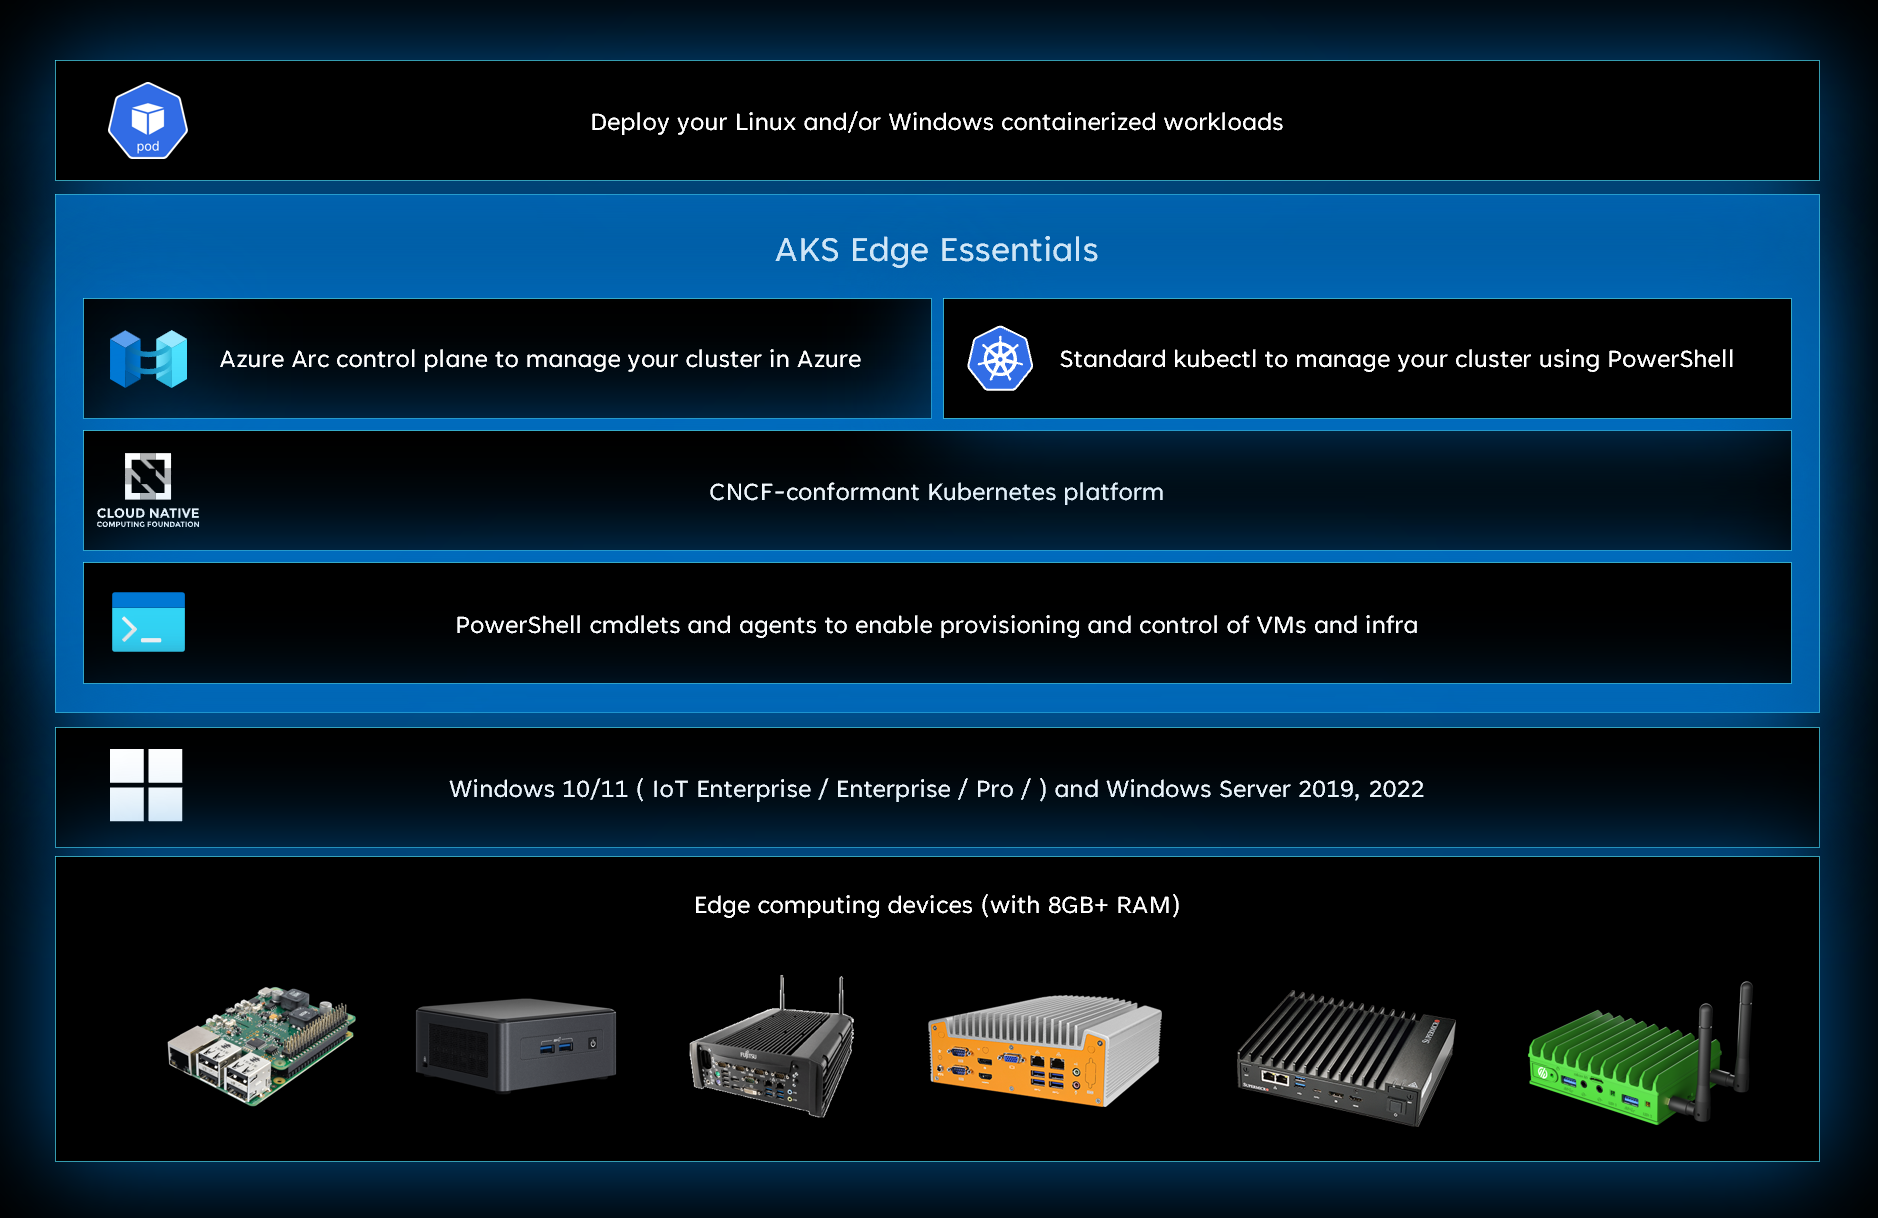 pod
Deploy your Linux and/or Windows containerized workloads
AKS Edge Essentials
Azure Arc control plane to manage your cluster in Azure
Standard kubectl to manage your cluster using PowerShell
CLOUD NATIVE
COMPUTING FOUNDATION
CNCF-conformant Kubernetes platform
PowerShell cmdlets and agents to enable provisioning and control of VMs and infra
Windows 10/11 ( IoT Enterprise / Enterprise / Pro / ) and Windows Server 2019, 2022
Edge computing devices (with 8GB+ RAM)
FUJITSU
SUPERMICRO
SUPERMICRO